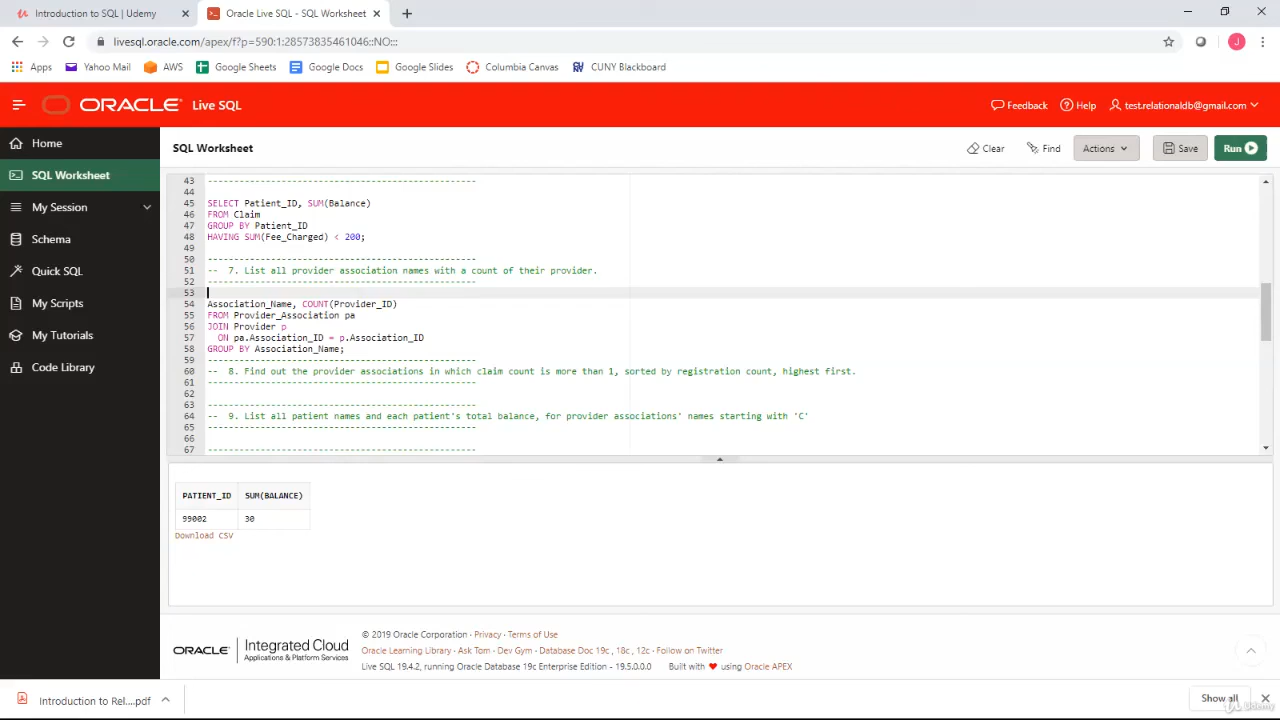 Introduction to SQL | Udemy
Oracle Live SQL - SQL Worksheet
livesql.oracle.com/apex/f?p=590:1:28573835461046::NO:::
J
Apps Yahoo Mail AWS Google Sheets Google Docs Google Slides Columbia Canvas CUNY Blackboard
ORACLE Live SQL
Feedback Help test.relationaldb@gmail.com
Home
SQL Worksheet
My Session
Schema
Quick SQL
My Scripts
My Tutorials
Code Library
SQL Worksheet
Clear Find Actions Save Run
43 ---------------------------------------------------
44
45 SELECT Patient_ID, SUM(Balance)
46 FROM Claim
47 GROUP BY Patient_ID
48 HAVING SUM(Fee_Charged) < 200;
49
50 ---------------------------------------------------
51 -- 7. List all provider association names with a count of their provider.
52 ---------------------------------------------------
53
54 Association_Name, COUNT(Provider_ID)
55 FROM Provider_Association pa
56 JOIN Provider p
57 ON pa.Association_ID = p.Association_ID
58 GROUP BY Association_Name;
59 ---------------------------------------------------
60 -- 8. Find out the provider associations in which claim count is more than 1, sorted by registration count, highest first.
61 ---------------------------------------------------
62
63 ---------------------------------------------------
64 -- 9. List all patient names and each patient's total balance, for provider associations' names starting with 'C'
65 ---------------------------------------------------
66
67 ---------------------------------------------------
PATIENT_ID SUM(BALANCE)
99002 30
Download CSV
ORACLE Integrated Cloud
Applications & Platform Services
© 2019 Oracle Corporation · Privacy · Terms of Use
Oracle Learning Library · Ask Tom · Dev Gym · Database Doc 19c, 18c, 12c · Follow on Twitter
Live SQL 19.4.2, running Oracle Database 19c Enterprise Edition - 19.5.0.0.0 Built with ♥ using Oracle APEX
Introduction to Rel....pdf
Show all
Udemy